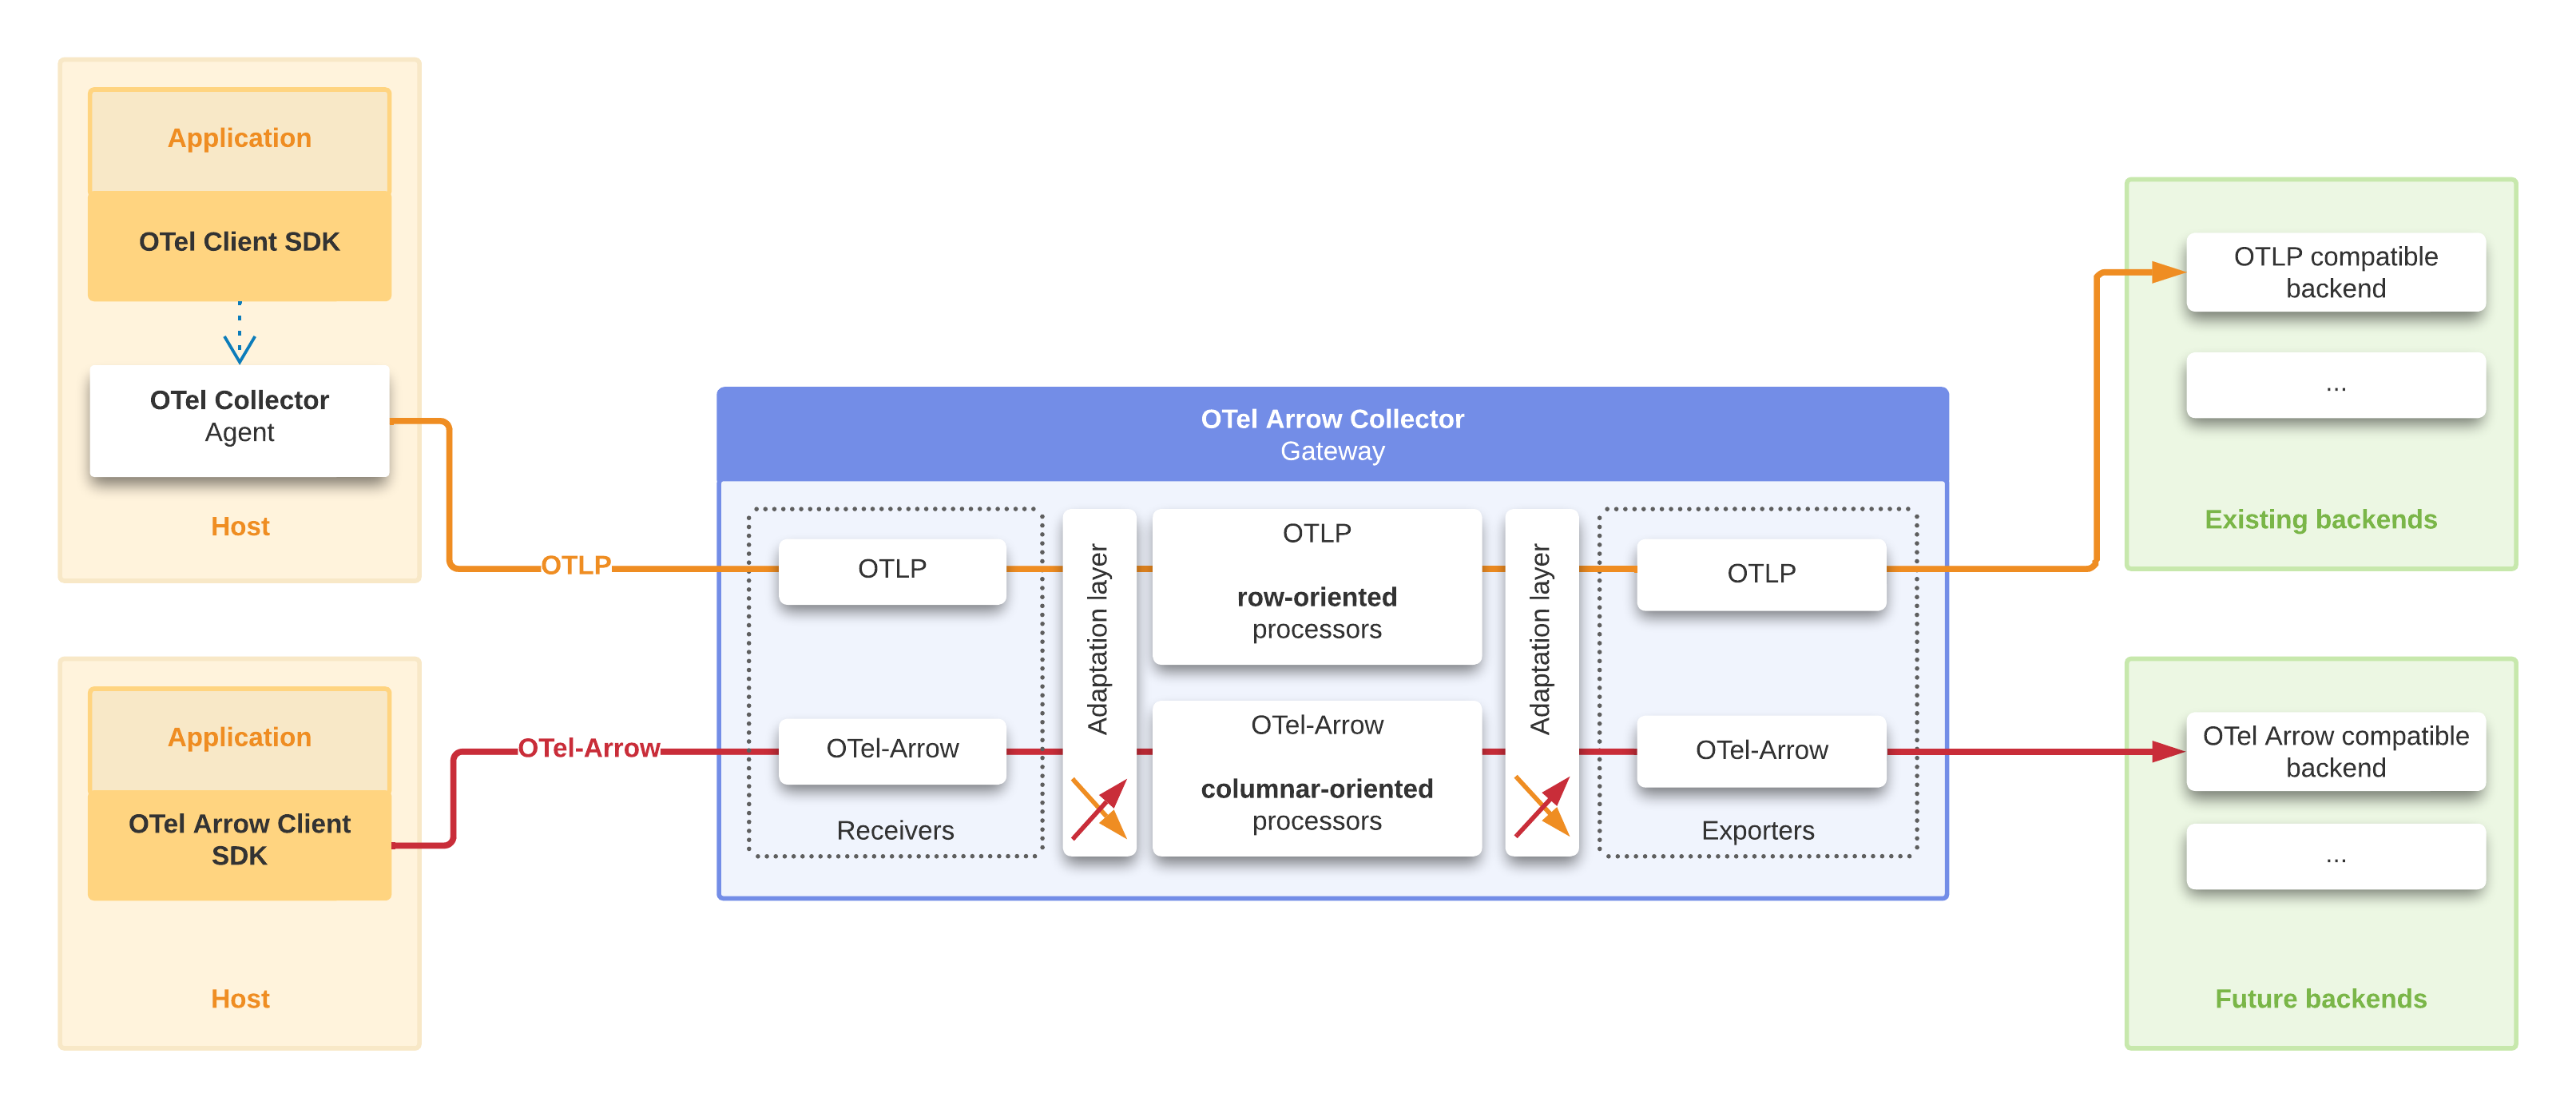 Application
OTel Client SDK
OTel Collector
Agent
Host
Application
OTel Arrow Client
SDK
Host
OTLP
OTel-Arrow
OTel Arrow Collector
Gateway
OTLP
OTel-Arrow
Receivers
Adaptation layer
OTLP
row-oriented
processors
OTel-Arrow
columnar-oriented
processors
Adaptation layer
OTLP
OTel-Arrow
Exporters
OTLP compatible
backend
...
Existing backends
OTel Arrow compatible
backend
...
Future backends